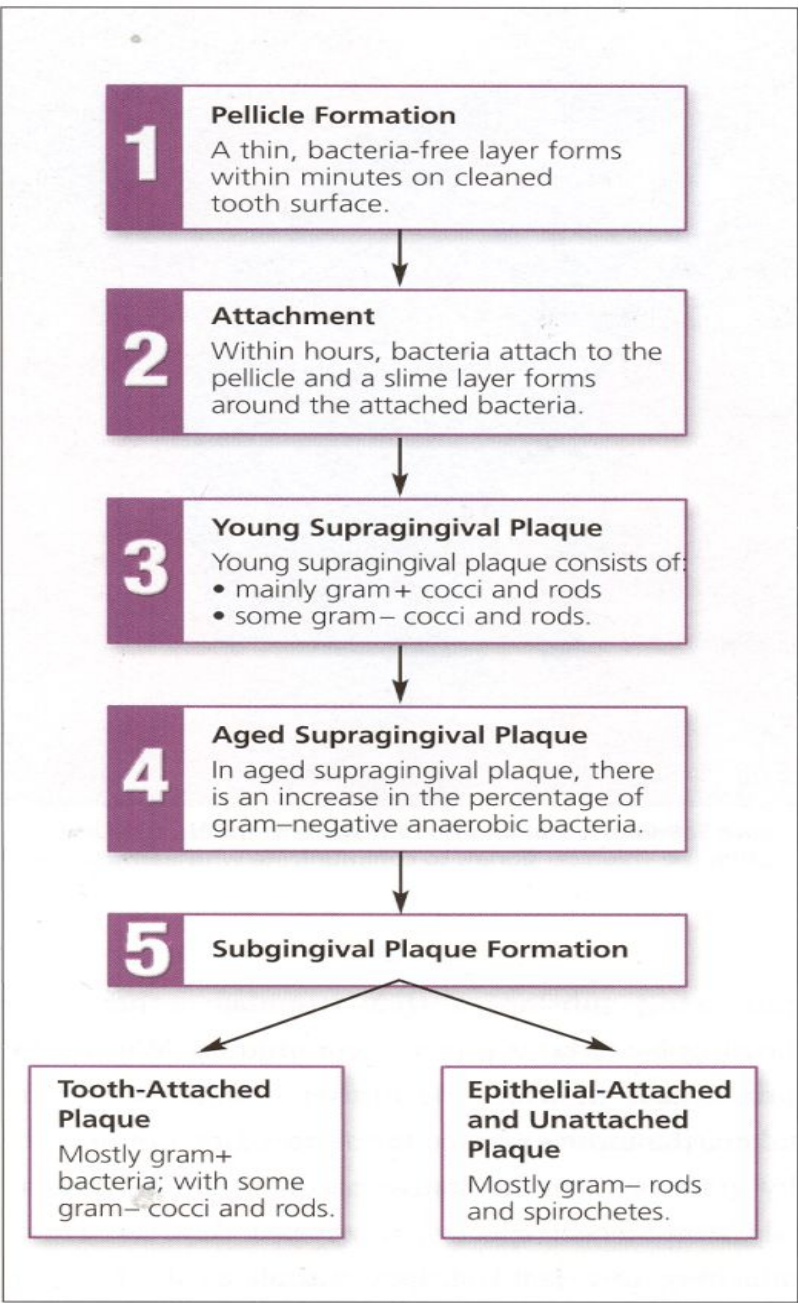 1
Pellicle Formation
A thin, bacteria-free layer forms
within minutes on cleaned
tooth surface.
2
Attachment
Within hours, bacteria attach to the
pellicle and a slime layer forms
around the attached bacteria.
3
Young Supragingival Plaque
Young supragingival plaque consists of:
• mainly gram+ cocci and rods
• some gram– cocci and rods.
4
Aged Supragingival Plaque
In aged supragingival plaque, there
is an increase in the percentage of
gram–negative anaerobic bacteria.
5
Subgingival Plaque Formation
Tooth-Attached
Plaque
Mostly gram+
bacteria; with some
gram– cocci and rods.
Epithelial-Attached
and Unattached
Plaque
Mostly gram– rods
and spirochetes.